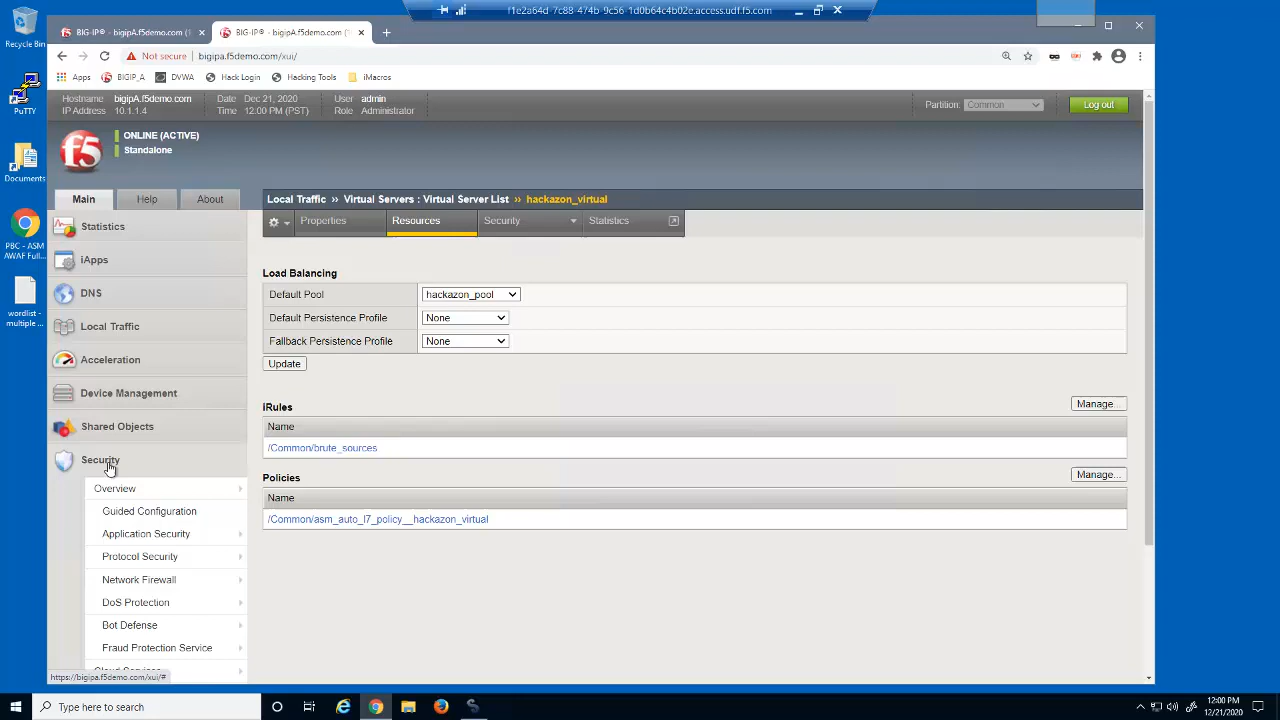 f1e2a64d-7c88-474b-9c56-1d0b64c4b02e.access.udf.f5.com
Recycle Bin
PuTTY
Documents
PBC - ASM
AWAF Full...
wordlist -
multiple ...
BIG-IP® - bigipA.f5demo.com (1
BIG-IP® - bigipA.f5demo.com (1
Not secure
bigipa.f5demo.com/xui/
Apps
BIGIP_A
DVWA
Hack Login
Hacking Tools
iMacros
Hostname bigipA.f5demo.com
IP Address 10.1.1.4
Date Dec 21, 2020
Time 12:00 PM (PST)
User admin
Role Administrator
Partition: Common
Log out
f5
ONLINE (ACTIVE)
Standalone
Main
Help
About
Local Traffic ›› Virtual Servers : Virtual Server List ›› hackazon_virtual
Properties
Resources
Security
Statistics
Statistics
iApps
DNS
Local Traffic
Acceleration
Device Management
Shared Objects
Security
Overview
Guided Configuration
Application Security
Protocol Security
Network Firewall
DoS Protection
Bot Defense
Fraud Protection Service
Cloud Services
Load Balancing
Default Pool hackazon_pool
Default Persistence Profile None
Fallback Persistence Profile None
Update
iRules
Manage...
Name
/Common/brute_sources
Policies
Manage...
Name
/Common/asm_auto_l7_policy__hackazon_virtual
https://bigipa.f5demo.com/xui/#
Type here to search
12:00 PM
12/21/2020